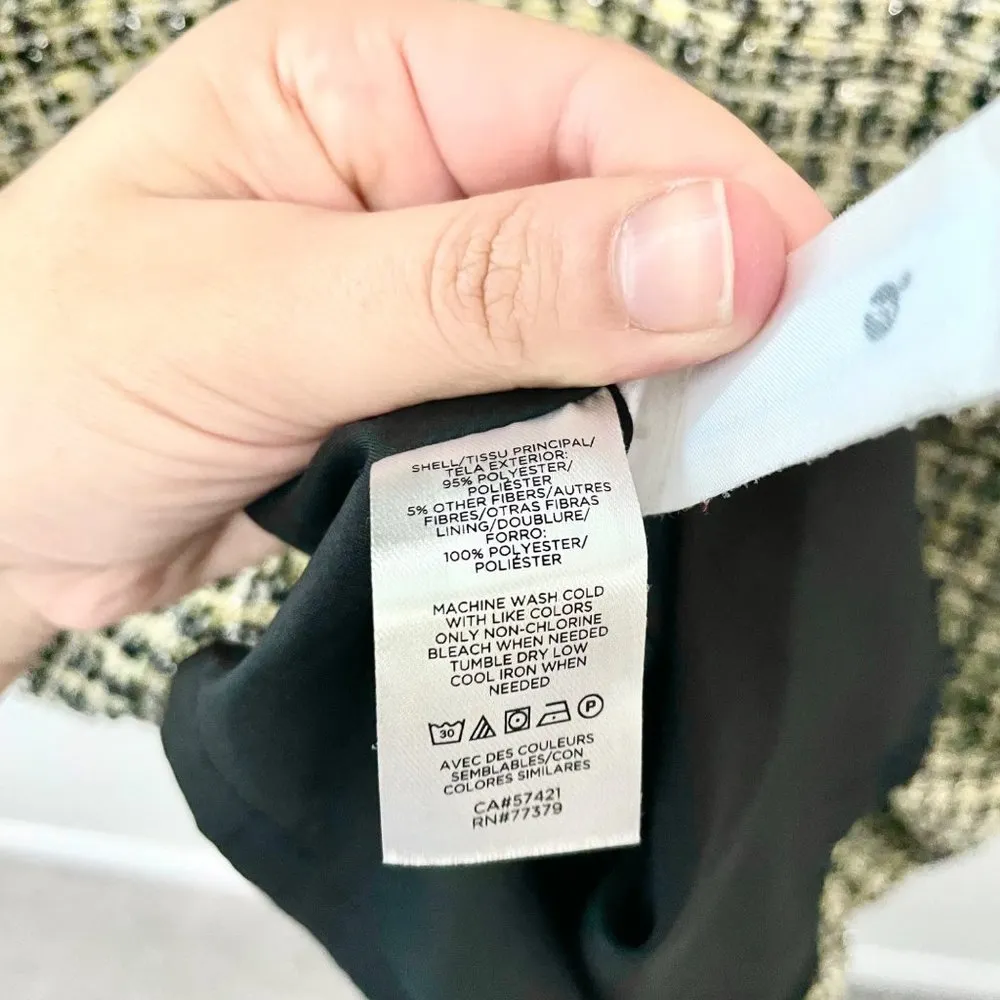 SHELL/TISSU PRINCIPAL/
TELA EXTERIOR:
95% POLYESTER/
POLIÉSTER
5% OTHER FIBERS/AUTRES
FIBRES/OTRAS FIBRAS
LINING/DOUBLURE/
FORRO:
100% POLYESTER/
POLIÉSTER
MACHINE WASH COLD
WITH LIKE COLORS
ONLY NON-CHLORINE
BLEACH WHEN NEEDED
TUMBLE DRY LOW
COOL IRON WHEN
NEEDED
30 P
AVEC DES COULEURS
SEMBLABLES/CON
COLORES SIMILARES
CA#57421
RN#77379